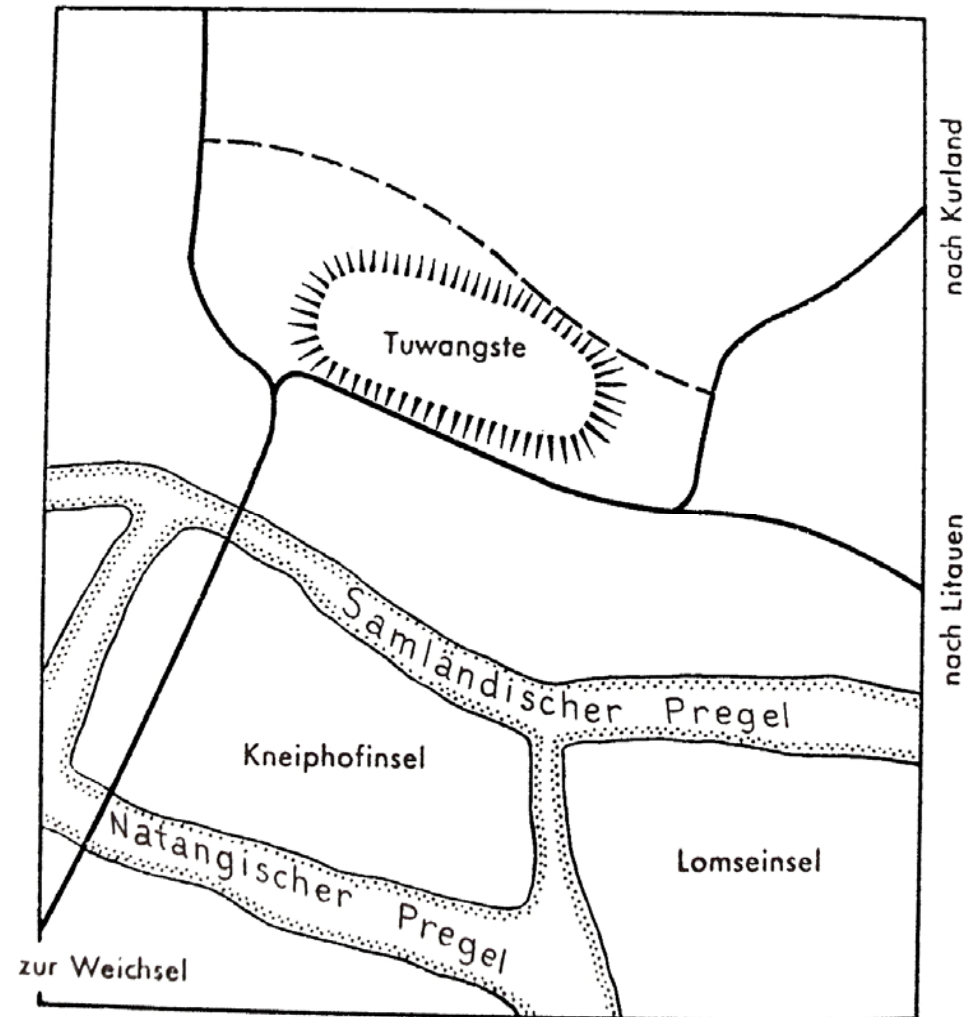 nach Kurland
Tuwangste
nach Litauen
Samländischer Pregel
Kneiphofinsel
Natangischer Pregel
Lomseinsel
zur Weichsel